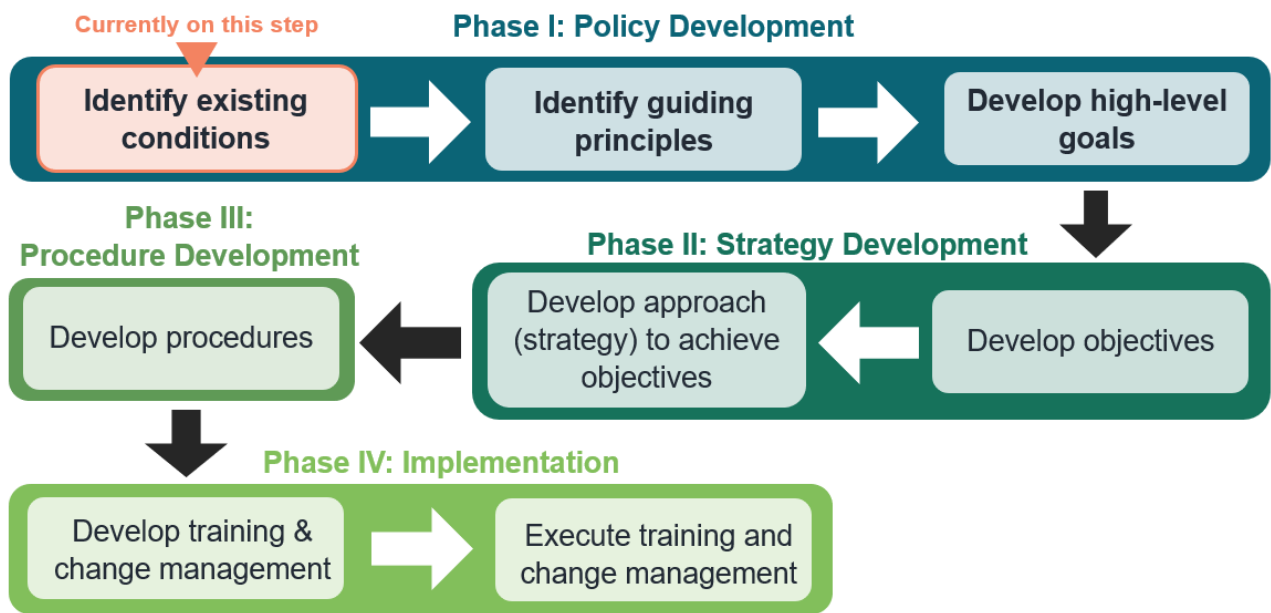 Currently on this step
Phase I: Policy Development
Identify existing
conditions
Identify guiding
principles
Develop high-level
goals
Phase II: Strategy Development
Develop objectives
Develop approach
(strategy) to achieve
objectives
Phase III:
Procedure Development
Develop procedures
Phase IV: Implementation
Develop training &
change management
Execute training and
change management